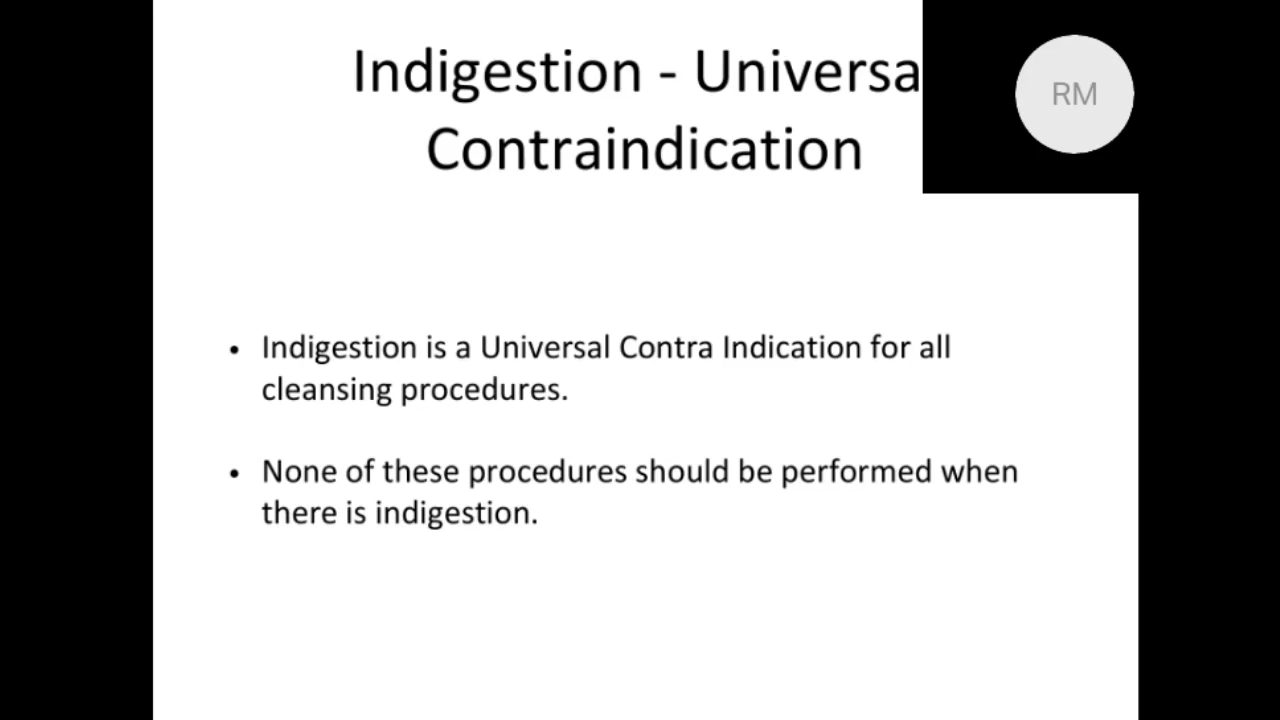 Indigestion - Universa
Contraindication
RM
• Indigestion is a Universal Contra Indication for all
cleansing procedures.
• None of these procedures should be performed when
there is indigestion.